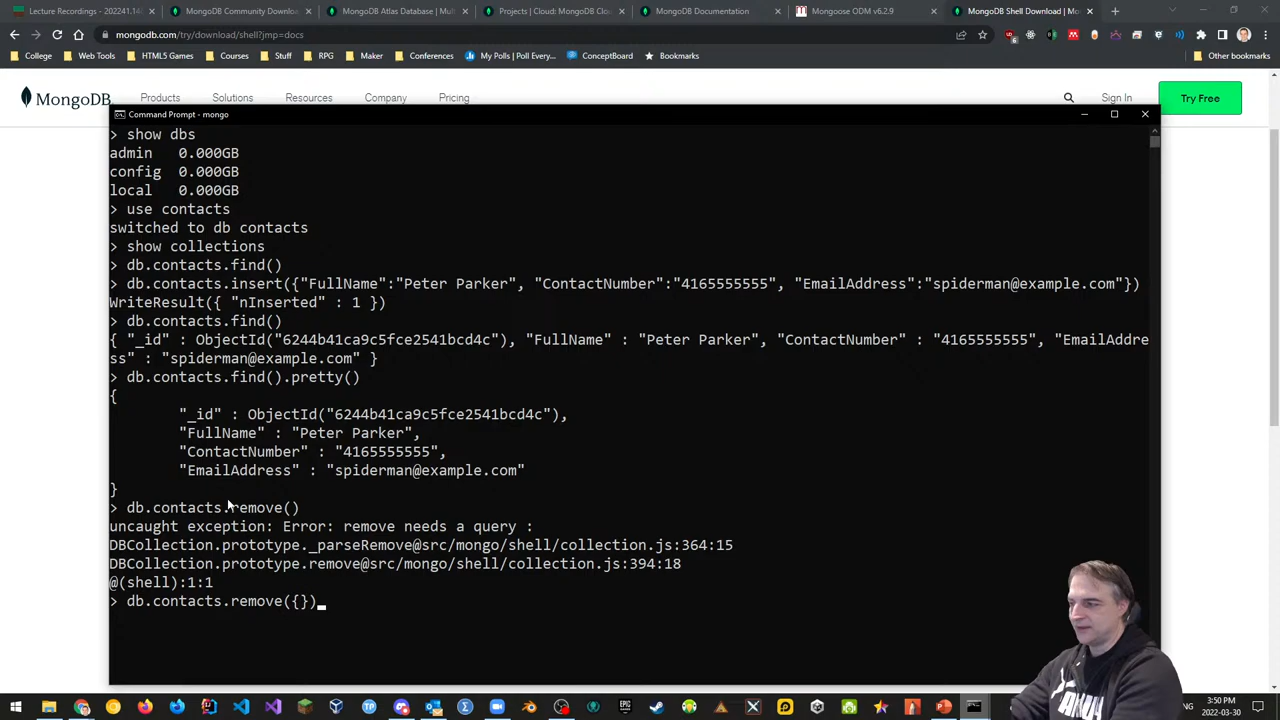 Lecture Recordings - 202241.14
MongoDB Community Downloa
MongoDB Atlas Database | Mul
Projects | Cloud: MongoDB Clou
MongoDB Documentation
Mongoose ODM v6.2.9
MongoDB Shell Download | Mo
mongodb.com/try/download/shell?jmp=docs
College
Web Tools
HTML5 Games
Courses
Stuff
RPG
Maker
Conferences
My Polls | Poll Every...
ConceptBoard
Bookmarks
Other bookmarks
MongoDB.
Products
Solutions
Resources
Company
Pricing
Sign In
Try Free
Command Prompt - mongo
> show dbs
admin 0.000GB
config 0.000GB
local 0.000GB
> use contacts
switched to db contacts
> show collections
> db.contacts.find()
> db.contacts.insert({"FullName":"Peter Parker", "ContactNumber":"4165555555", "EmailAddress":"spiderman@example.com"})
WriteResult({ "nInserted" : 1 })
> db.contacts.find()
{ "_id" : ObjectId("6244b41ca9c5fce2541bcd4c"), "FullName" : "Peter Parker", "ContactNumber" : "4165555555", "EmailAddre
ss" : "spiderman@example.com" }
> db.contacts.find().pretty()
{
"_id" : ObjectId("6244b41ca9c5fce2541bcd4c"),
"FullName" : "Peter Parker",
"ContactNumber" : "4165555555",
"EmailAddress" : "spiderman@example.com"
}
> db.contacts.remove()
uncaught exception: Error: remove needs a query :
DBCollection.prototype._parseRemove@src/mongo/shell/collection.js:364:15
DBCollection.prototype.remove@src/mongo/shell/collection.js:394:18
@(shell):1:1
> db.contacts.remove({})
3:50 PM
2022-03-30